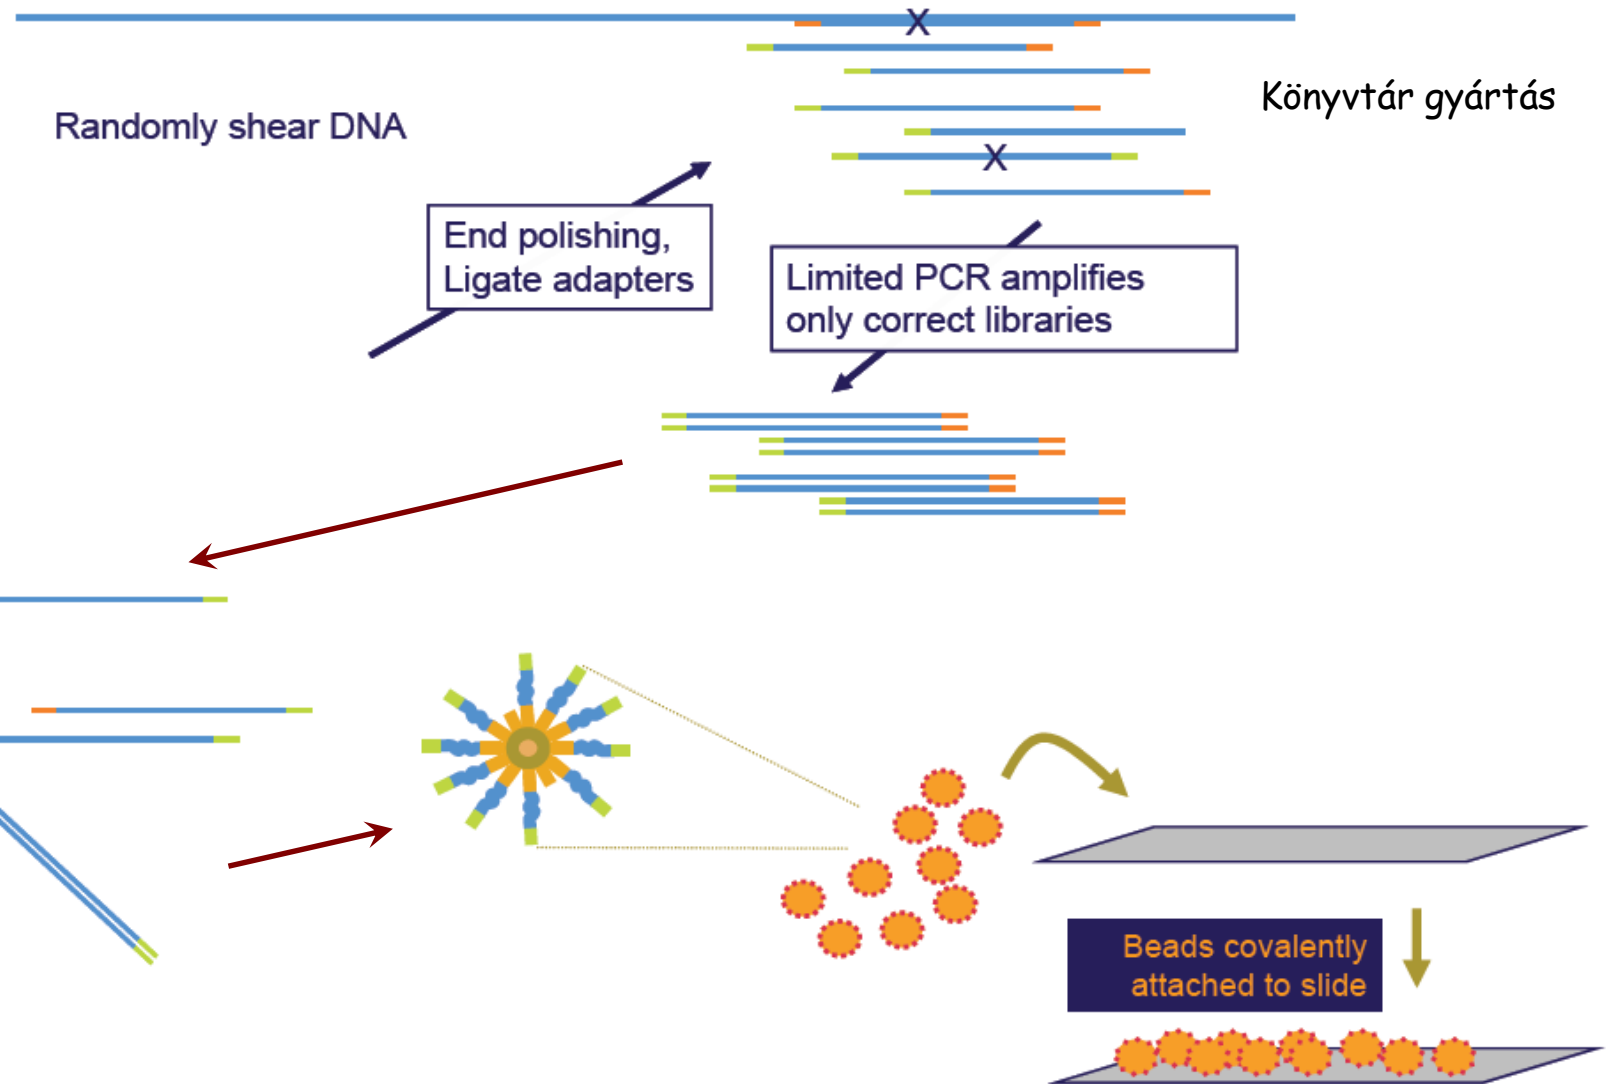 X
Könyvtár gyártás
Randomly shear DNA
X
End polishing,
Ligate adapters
Limited PCR amplifies
only correct libraries
Beads covalently
attached to slide